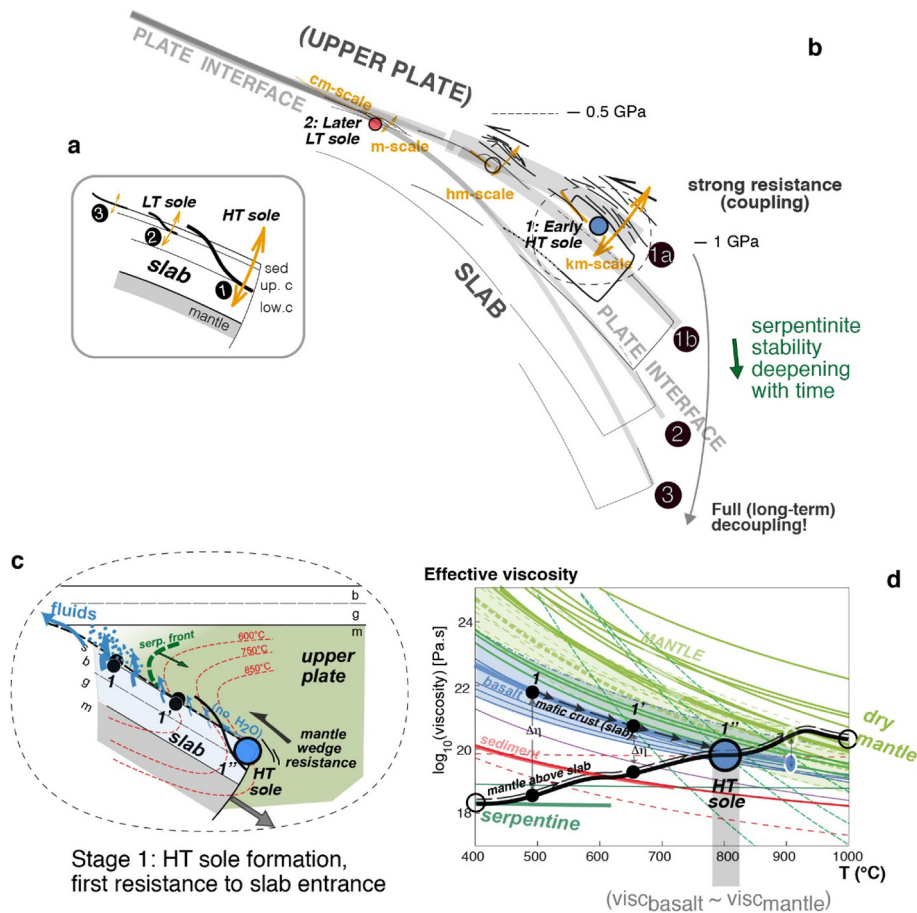 b
(UPPER PLATE)
PLATE INTERFACE
cm-scale
2: Later
LT sole
m-scale
— 0.5 GPa
hm-scale
strong resistance
(coupling)
1: Early
HT sole
km-scale
— 1 GPa
1a
SLAB
PLATE INTERFACE
1b
serpentinite
stability
deepening
with time
2
3
Full (long-term)
decoupling!
a
3
LT sole
HT sole
2
slab
1
sed
up. c
low.c
mantle
c
b
g
m
fluids
s
b
g
m
serp. front
600°C
750°C
850°C
upper
plate
1
1'
(no H2O)
mantle
wedge
resistance
slab
1"
HT
sole
Stage 1: HT sole formation,
first resistance to slab entrance
Effective viscosity
d
log10(viscosity) [Pa.s]
24
22
20
18
MANTLE
basalt
1
mafic crust (slab)
1'
1"
Δη
Δη
dry
mantle
sediment
mantle above slab
HT
sole
serpentine
400
500
600
700
800
900
1000
T (°C)
(viscbasalt ~ viscmantle)